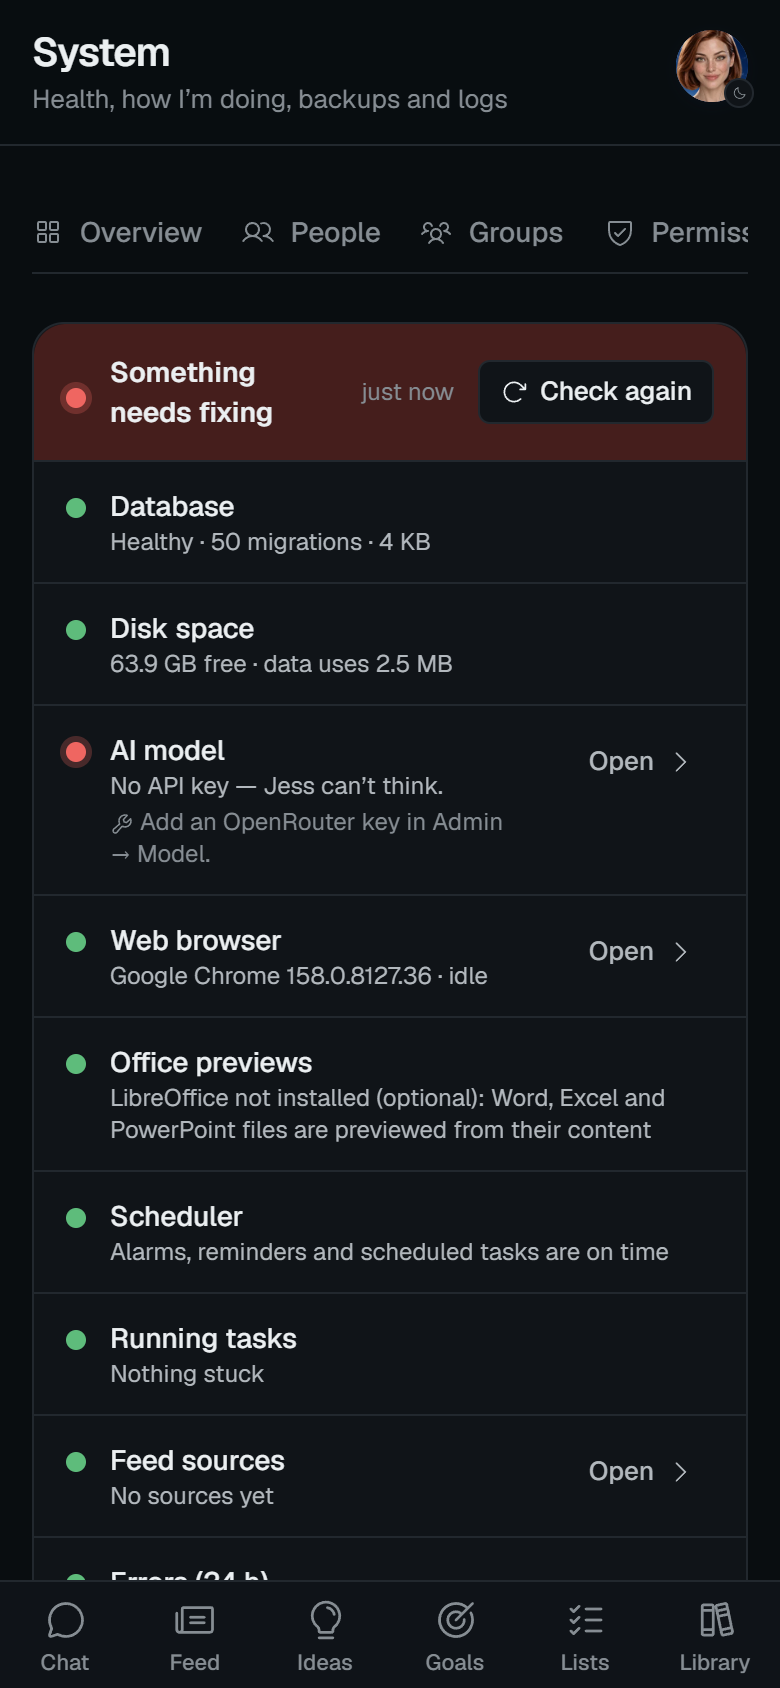 System
Health, how I’m doing, backups and logs
Overview People Groups Permiss
Something
needs fixing
just now
Check again
Database
Healthy · 50 migrations · 4 KB
Disk space
63.9 GB free · data uses 2.5 MB
AI model
Open
No API key — Jess can’t think.
Add an OpenRouter key in Admin
→ Model.
Web browser
Open
Google Chrome 158.0.8127.36 · idle
Office previews
LibreOffice not installed (optional): Word, Excel and
PowerPoint files are previewed from their content
Scheduler
Alarms, reminders and scheduled tasks are on time
Running tasks
Nothing stuck
Feed sources
Open
No sources yet
Errors (24 h)
Chat Feed Ideas Goals Lists Library